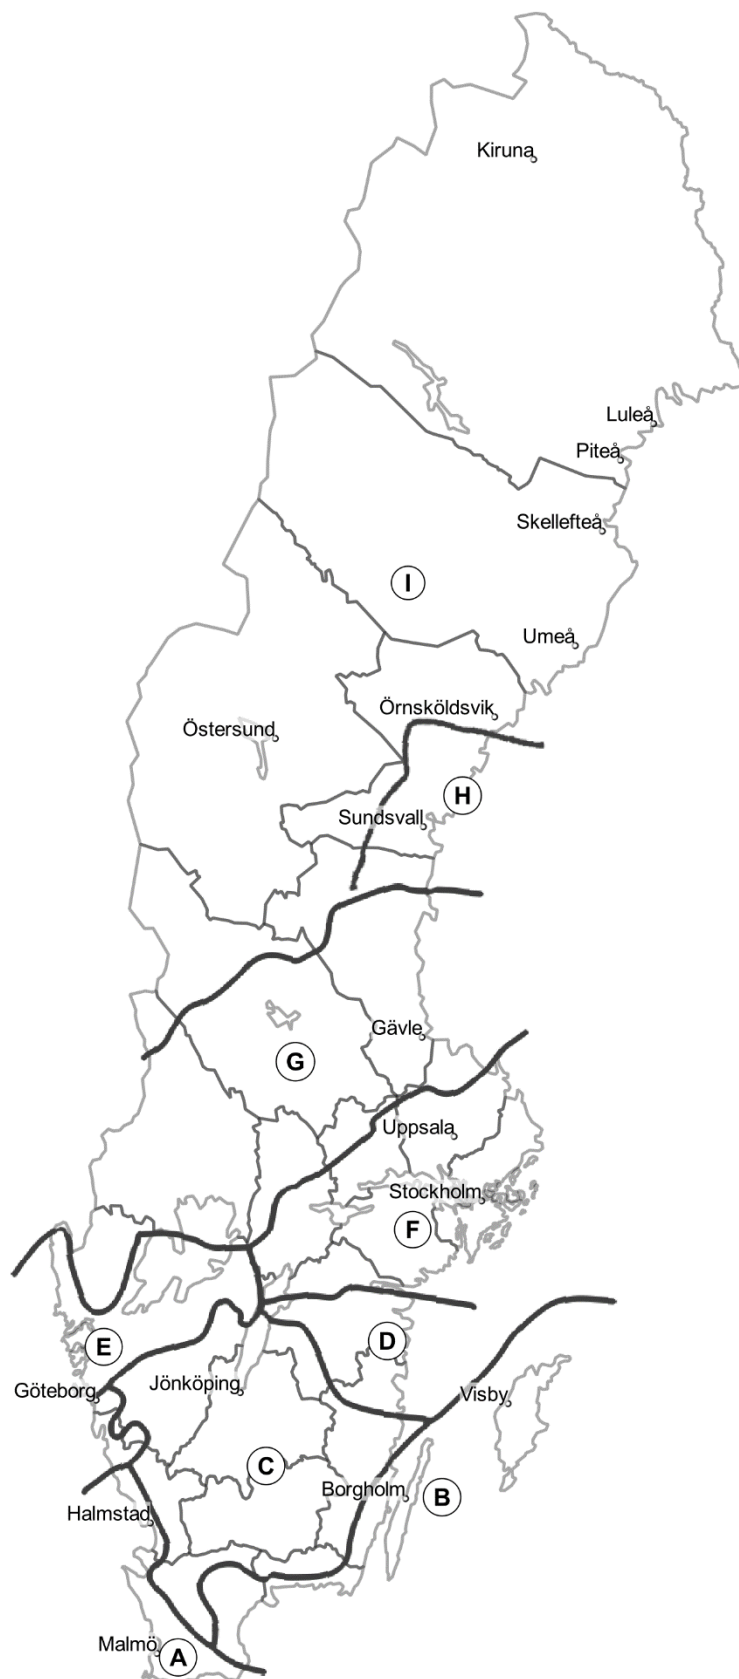 Kiruna
Luleå
Piteå
Skellefteå
I
Umeå
Örnsköldsvik
Östersund
H
Sundsvall
Gävle
G
Uppsala
Stockholm
F
D
E
Jönköping
Göteborg
Visby
C
Borgholm
B
Halmstad
Malmö
A